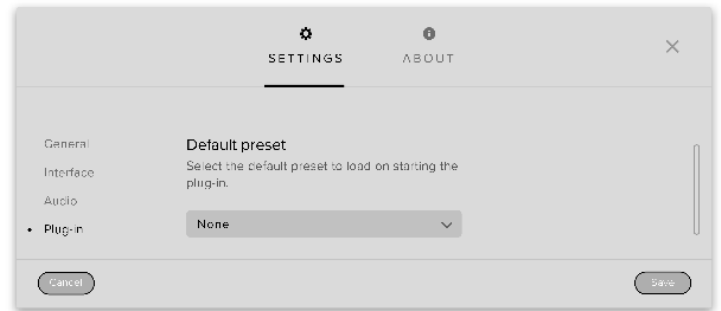 SETTINGS
ABOUT
General
Interface
Audio
Plug-in
Default preset
Select the default preset to load on starting the
plug-in.
None
Cancel
Save